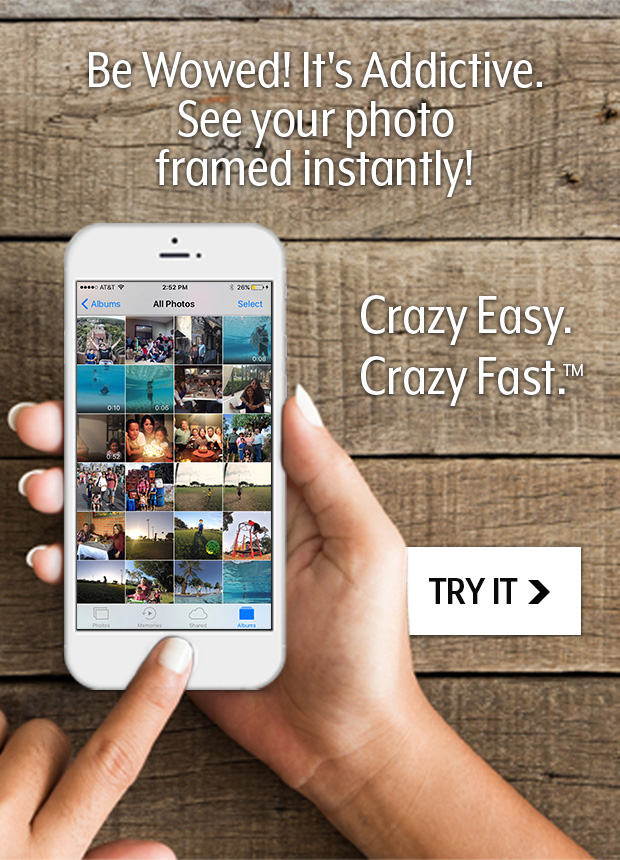 Be Wowed! It's Addictive.
See your photo
framed instantly!
AT&T 2:52 PM 26%
Albums All Photos Select
0:08
0:10 0:06
0:52
Crazy Easy.
Crazy Fast.™
TRY IT
Photos Memories Shared Albums